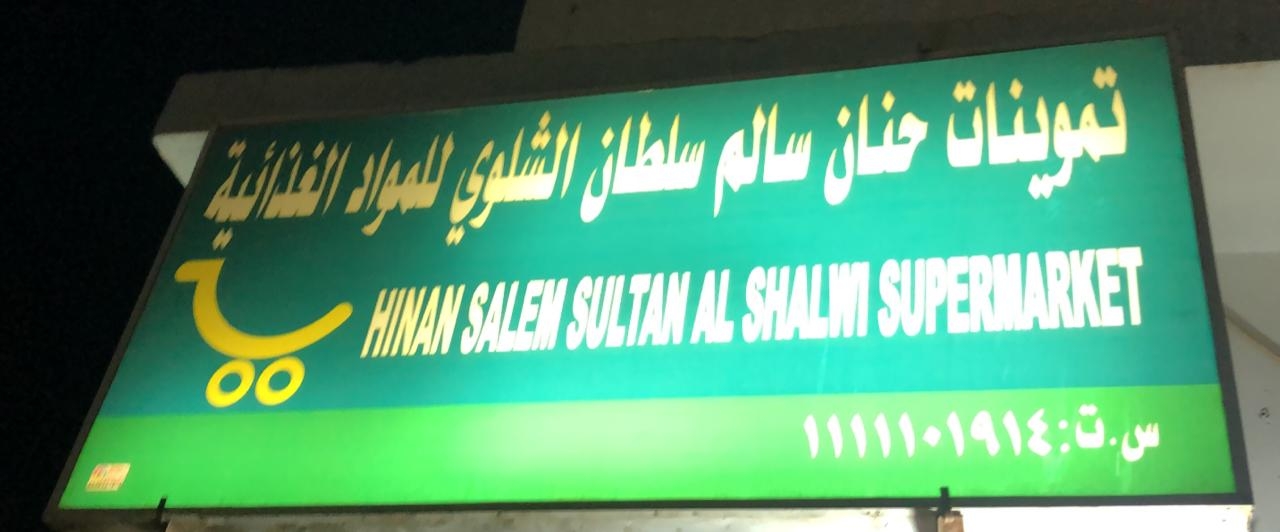 تموينات حنان سالم سلطان الشلوي للمواد الغذائية
HINAN SALEM SULTAN AL SHALWI SUPERMARKET
س.ت: ١١١١١٠١٩١٤